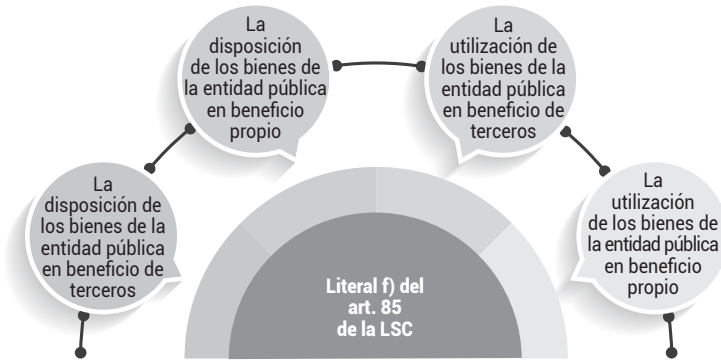 La
disposición
de los bienes de
la entidad pública
en beneficio
propio
La
utilización de
los bienes de la
entidad pública
en beneficio de
terceros
La
disposición de
los bienes de la
entidad pública
en beneficio de
terceros
La
utilización
de los bienes de
la entidad pública
en beneficio
propio
Literal f) del
art. 85
de la LSC